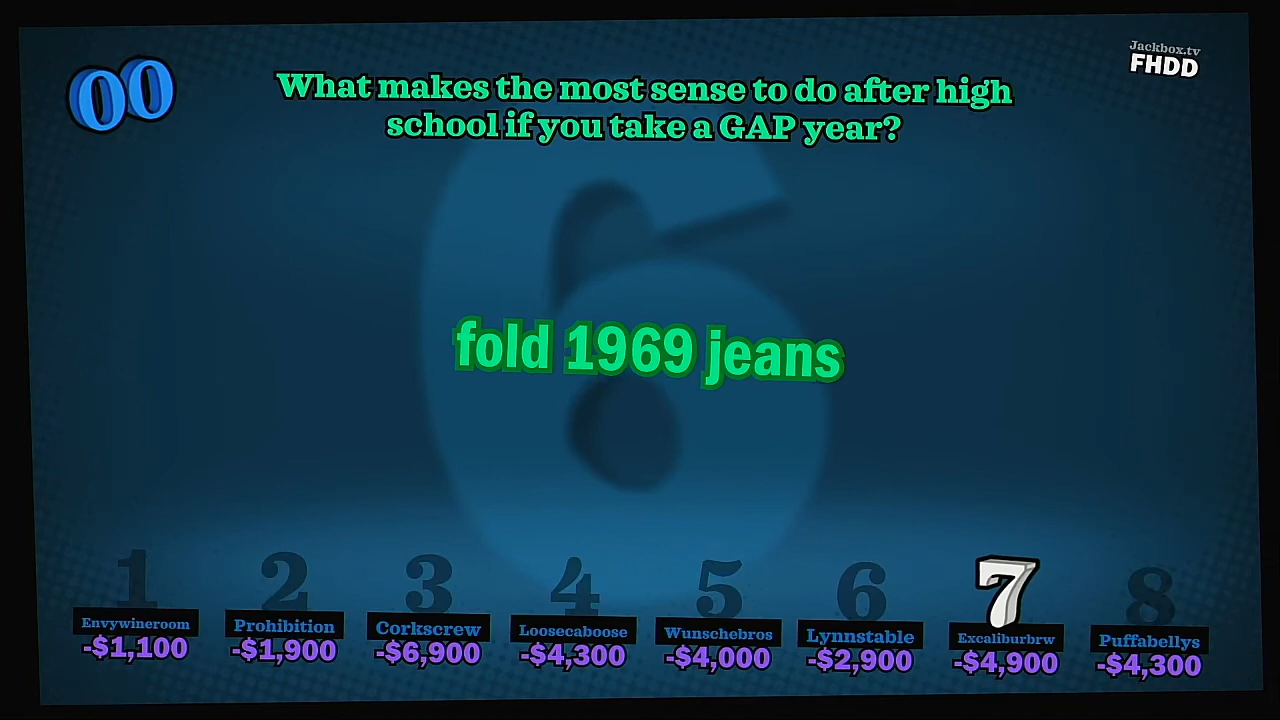 00
What makes the most sense to do after high
school if you take a GAP year?
Jackbox.tv
FHDD
6
fold 1969 jeans
1 2 3 4 5 6 7 8
Envywineroom Prohibition Corkscrew Loosecaboose Wunschebros Lynnstable Excaliburbrw Puffabellys
-$1,100 -$1,900 -$6,900 -$4,300 -$4,000 -$2,900 -$4,900 -$4,300